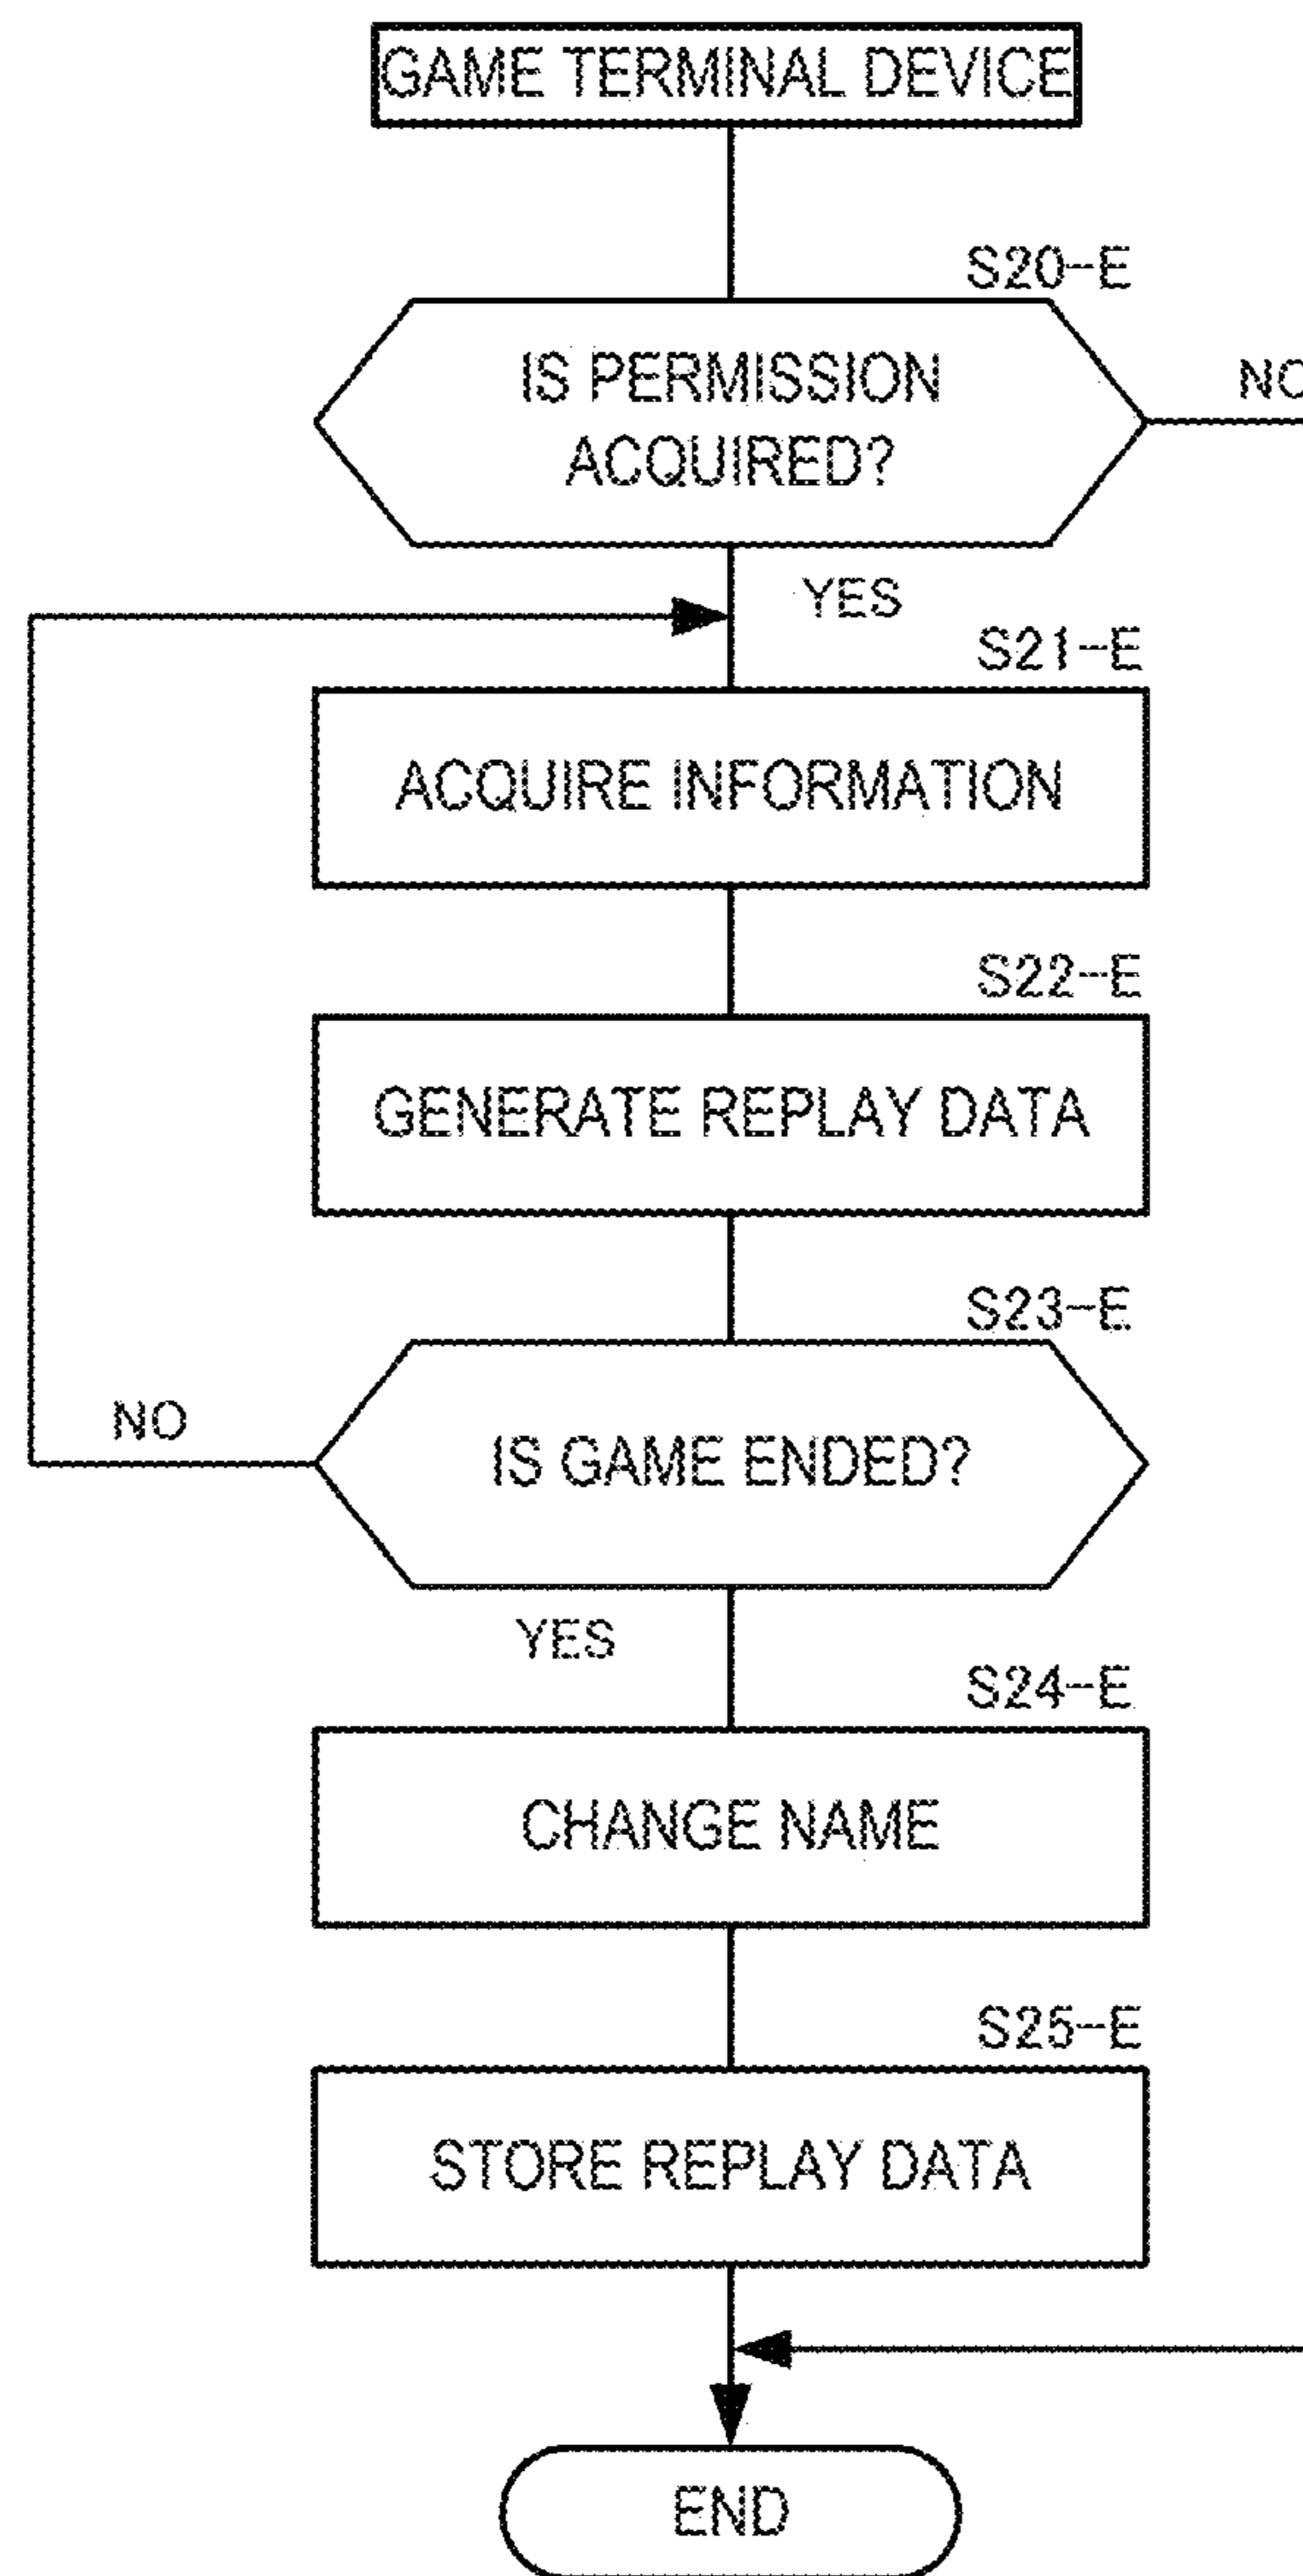 GAME TERMINAL DEVICE
S20-E
IS PERMISSION
ACQUIRED?
NO
YES
S21-E
ACQUIRE INFORMATION
S22-E
GENERATE REPLAY DATA
S23-E
IS GAME ENDED?
NO
YES
S24-E
CHANGE NAME
S25-E
STORE REPLAY DATA
END